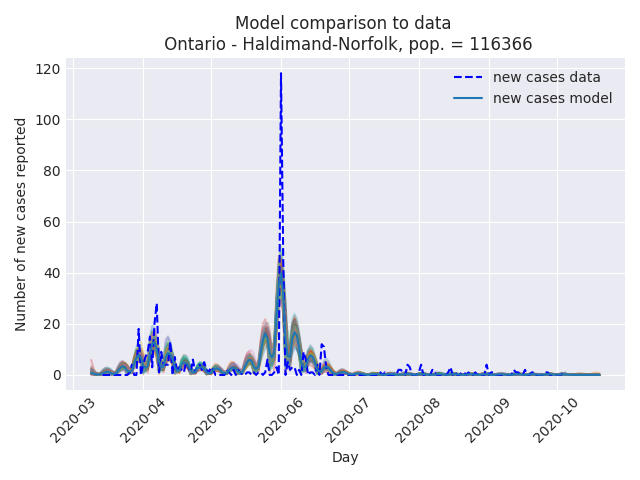 Model comparison to data
Ontario - Haldimand-Norfolk, pop. = 116366
new cases data
new cases model
Number of new cases reported
120
100
80
60
40
20
0
2020-03
2020-04
2020-05
2020-06
2020-07
2020-08
2020-09
2020-10
Day